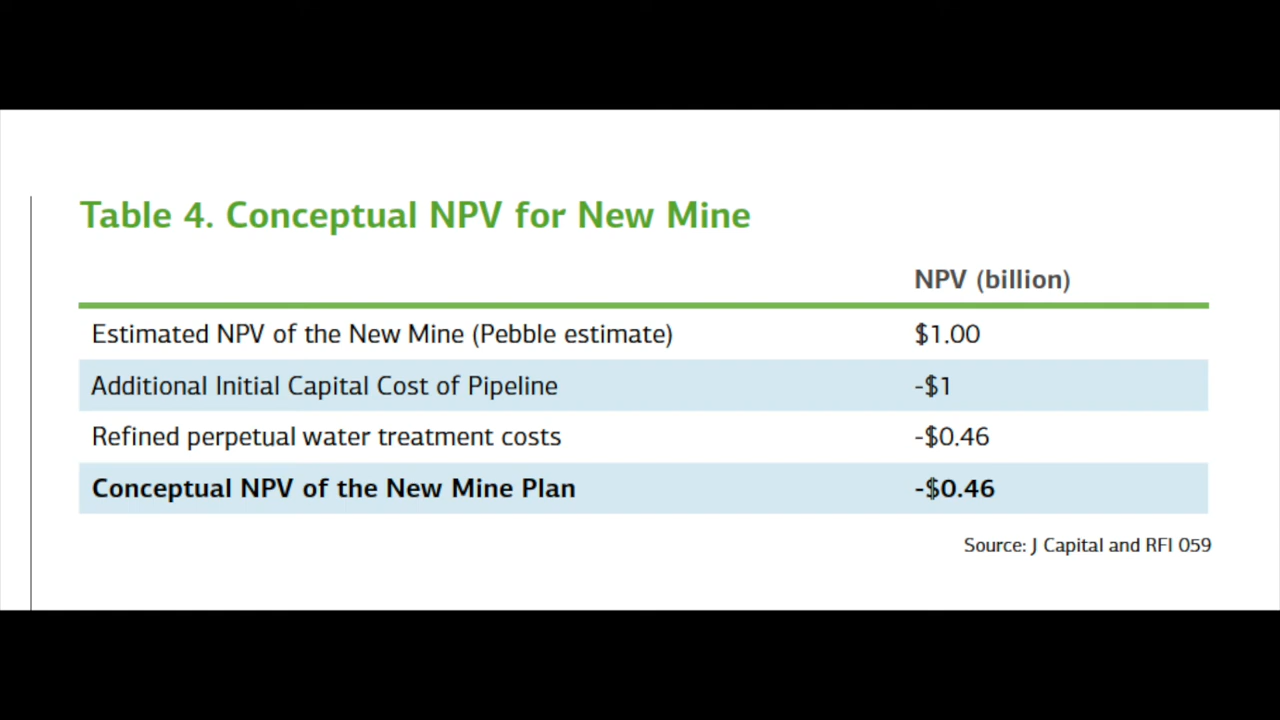 Table 4. Conceptual NPV for New Mine
NPV (billion)
Estimated NPV of the New Mine (Pebble estimate) $1.00
Additional Initial Capital Cost of Pipeline -$1
Refined perpetual water treatment costs -$0.46
Conceptual NPV of the New Mine Plan -$0.46
Source: J Capital and RFI 059